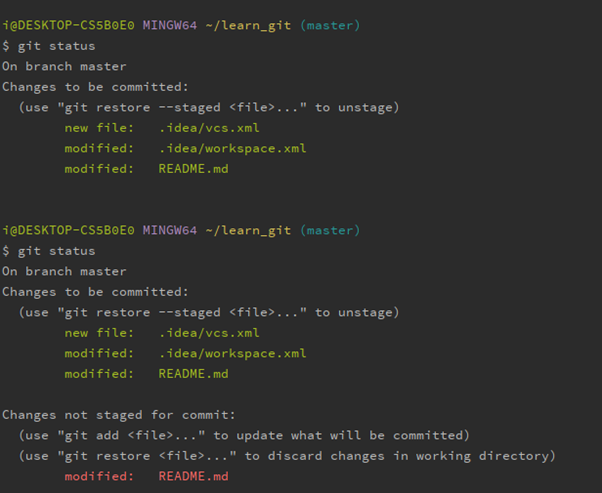 i@DESKTOP-CS5B0E0 MINGW64 ~/learn_git (master)
$ git status
On branch master
Changes to be committed:
  (use "git restore --staged <file>..." to unstage)
        new file:   .idea/vcs.xml
        modified:   .idea/workspace.xml
        modified:   README.md
i@DESKTOP-CS5B0E0 MINGW64 ~/learn_git (master)
$ git status
On branch master
Changes to be committed:
  (use "git restore --staged <file>..." to unstage)
        new file:   .idea/vcs.xml
        modified:   .idea/workspace.xml
        modified:   README.md
Changes not staged for commit:
  (use "git add <file>..." to update what will be committed)
  (use "git restore <file>..." to discard changes in working directory)
        modified:   README.md